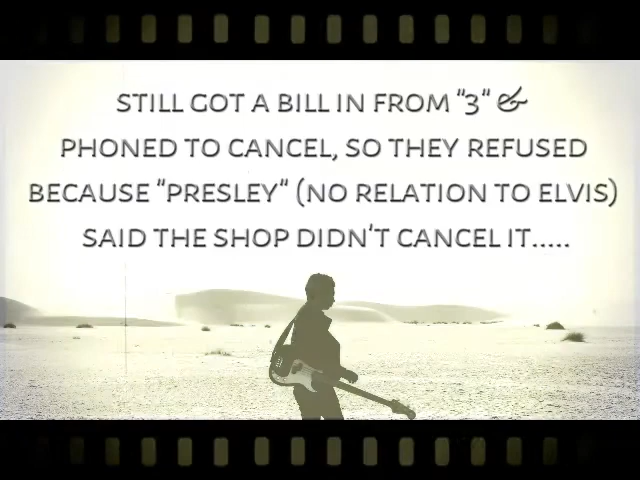 STILL GOT A BILL IN FROM "3" &
PHONED TO CANCEL, SO THEY REFUSED
BECAUSE "PRESLEY" (NO RELATION TO ELVIS)
SAID THE SHOP DIDN'T CANCEL IT.....